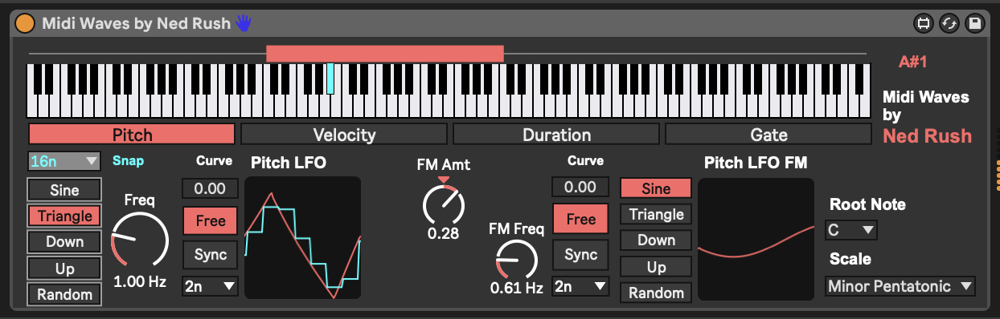 Midi Waves by Ned Rush
A#1
Midi Waves
by
Ned Rush
Pitch
Velocity
Duration
Gate
16n
Snap
Sine
Triangle
Down
Up
Random
Freq
1.00 Hz
Curve
0.00
Free
Sync
2n
Pitch LFO
FM Amt
0.28
FM Freq
0.61 Hz
Curve
0.00
Free
Sync
2n
Sine
Triangle
Down
Up
Random
Pitch LFO FM
Root Note
C
Scale
Minor Pentatonic